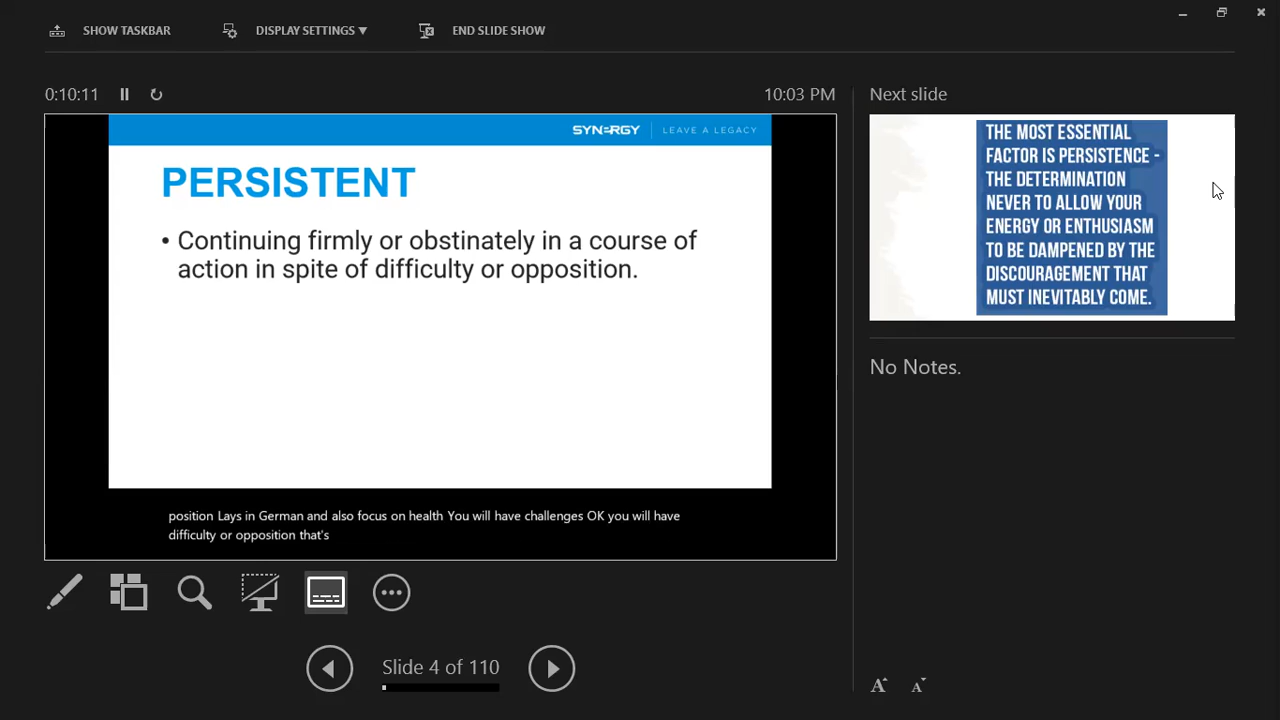 SHOW TASKBAR
DISPLAY SETTINGS ▼
END SLIDE SHOW
0:10:11
10:03 PM
SYNERGY
LEAVE A LEGACY
PERSISTENT
• Continuing firmly or obstinately in a course of
action in spite of difficulty or opposition.
position Lays in German and also focus on health You will have challenges OK you will have
difficulty or opposition that's
Slide 4 of 110
Next slide
THE MOST ESSENTIAL
FACTOR IS PERSISTENCE -
THE DETERMINATION
NEVER TO ALLOW YOUR
ENERGY OR ENTHUSIASM
TO BE DAMPENED BY THE
DISCOURAGEMENT THAT
MUST INEVITABLY COME.
No Notes.
A A